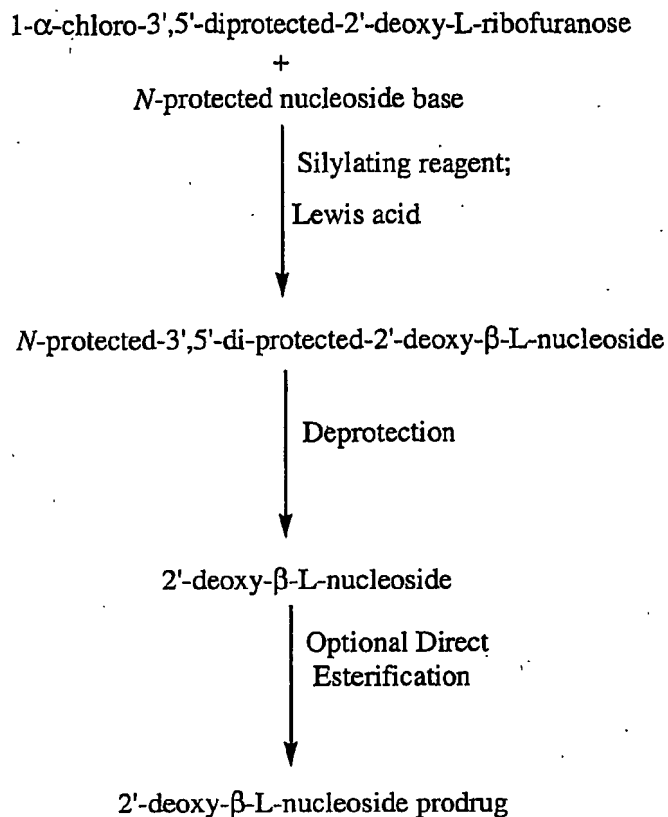 1-α-chloro-3',5'-diprotected-2'-deoxy-L-ribofuranose
+
N-protected nucleoside base
Silylating reagent;
Lewis acid
N-protected-3',5'-di-protected-2'-deoxy-β-L-nucleoside
Deprotection
2'-deoxy-β-L-nucleoside
Optional Direct
Esterification
2'-deoxy-β-L-nucleoside prodrug